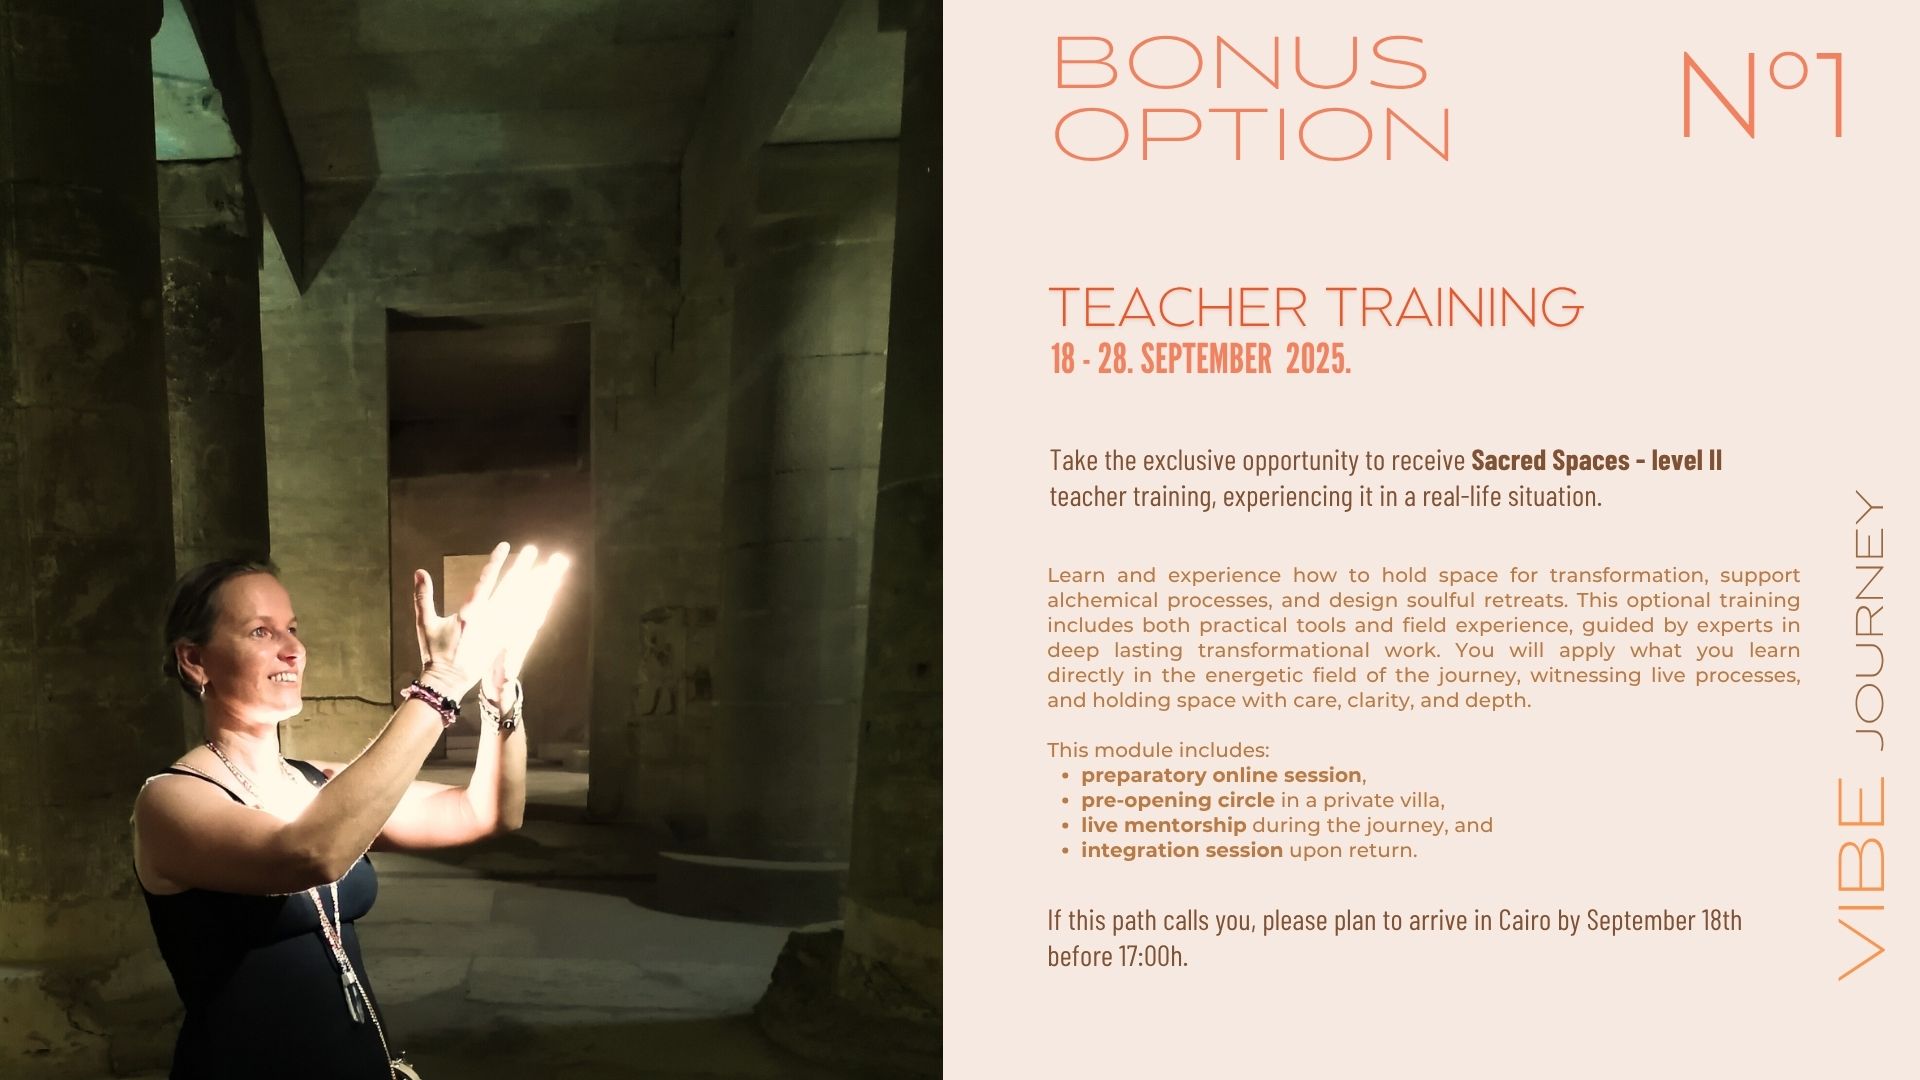 BONUS
OPTION
Nº1
TEACHER TRAINING
18 - 28. SEPTEMBER 2025.
Take the exclusive opportunity to receive Sacred Spaces - level II
teacher training, experiencing it in a real-life situation.
Learn and experience how to hold space for transformation, support
alchemical processes, and design soulful retreats. This optional training
includes both practical tools and field experience, guided by experts in
deep lasting transformational work. You will apply what you learn
directly in the energetic field of the journey, witnessing live processes,
and holding space with care, clarity, and depth.
This module includes:
• preparatory online session,
• pre-opening circle in a private villa,
• live mentorship during the journey, and
• integration session upon return.
If this path calls you, please plan to arrive in Cairo by September 18th
before 17:00h.
VIBE JOURNEY